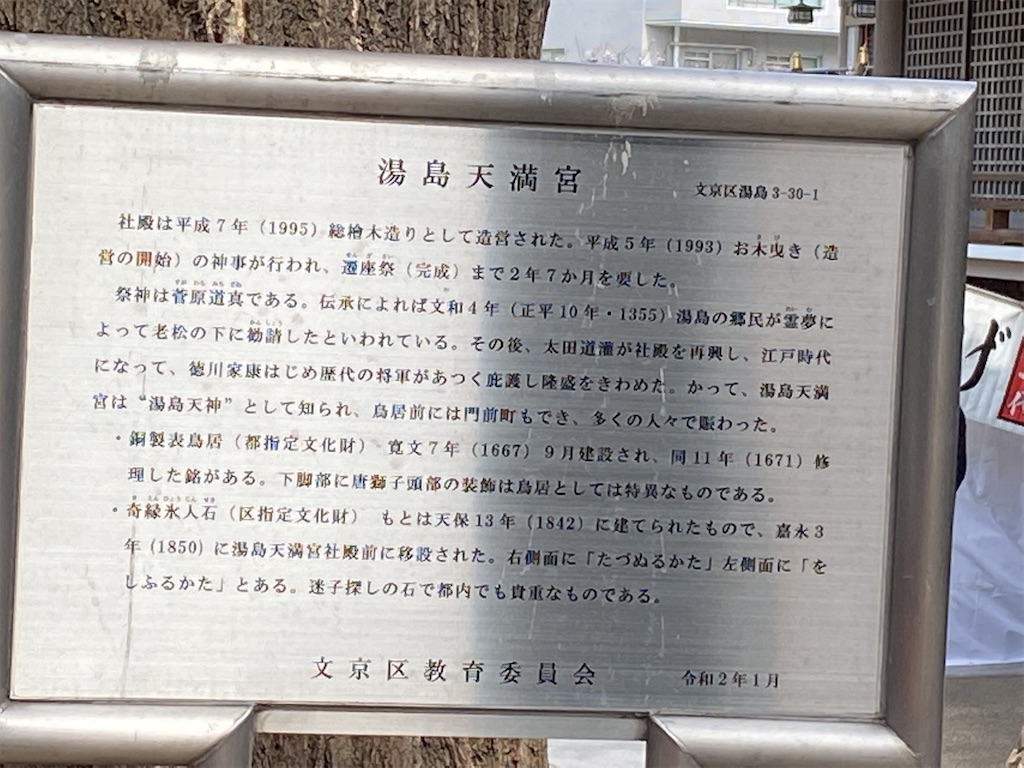 湯島天満宮
文京区湯島3-30-1
社殿は平成7年(1995)総檜木造りとして造営された。平成5年(1993)お木曳き(造
営の開始)の神事が行われ、遷座祭(完成)まで2年7か月を要した。
祭神は菅原道真である。伝承によれば文和4年(正平10年・1355)湯島の郷民が霊夢に
よって老松の下に勧請したといわれている。その後、太田道灌が社殿を再興し、江戸時代
になって、徳川家康はじめ歴代の将軍があつく庇護し隆盛をきわめた。かって、湯島天満
宮は“湯島天神”として知られ、鳥居前には門前町もでき、多くの人々で賑わった。
・銅製表鳥居(都指定文化財) 寛文7年(1667)9月建設され、同11年(1671)修
理した銘がある。下脚部に唐獅子頭部の装飾は鳥居としては特異なものである。
・奇縁氷人石(区指定文化財) もとは天保13年(1842)に建てられたもので、嘉永3
年(1850)に湯島天満宮社殿前に移設された。右側面に「たづぬるかた」左側面に「を
しふるかた」とある。迷子探しの石で都内でも貴重なものである。
文京区教育委員会
令和2年1月
げ